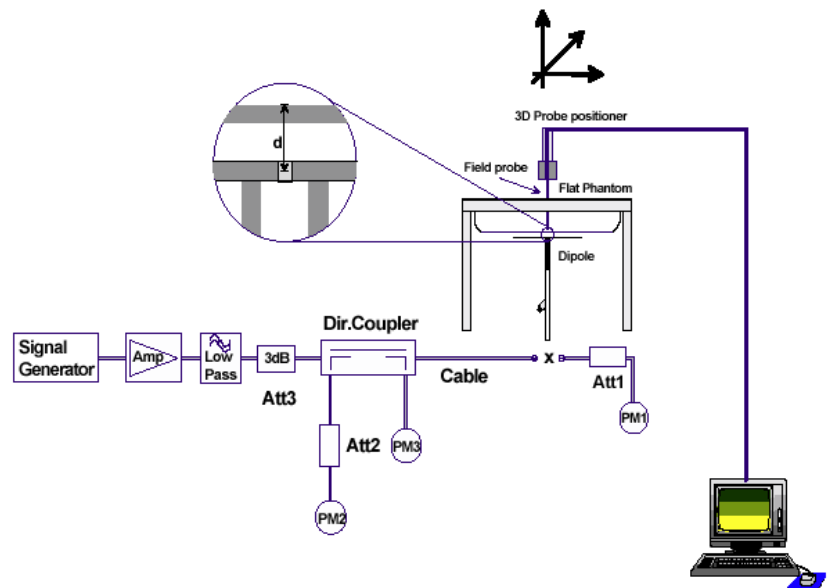 3D Probe positioner
d
Field probe
Flat Phantom
Dipole
Dir.Coupler
Signal
Generator
Amp
Low
Pass
3dB
Cable
x
Att1
Att3
PM1
Att2
PM3
PM2